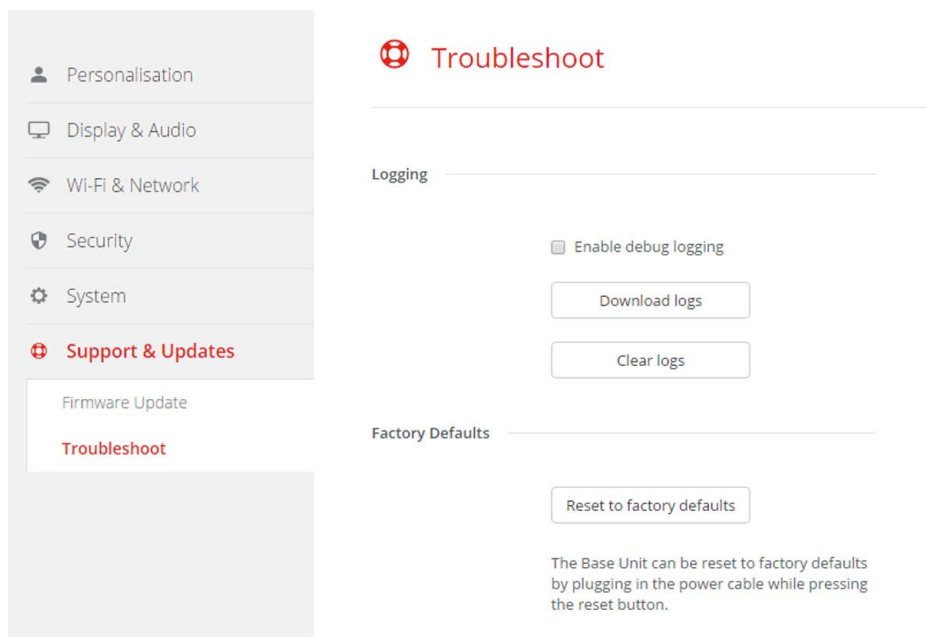 Personalisation
Display & Audio
Wi-Fi & Network
Security
System
Support & Updates
Firmware Update
Troubleshoot
Troubleshoot
Logging
Enable debug logging
Download logs
Clear logs
Factory Defaults
Reset to factory defaults
The Base Unit can be reset to factory defaults
by plugging in the power cable while pressing
the reset button.